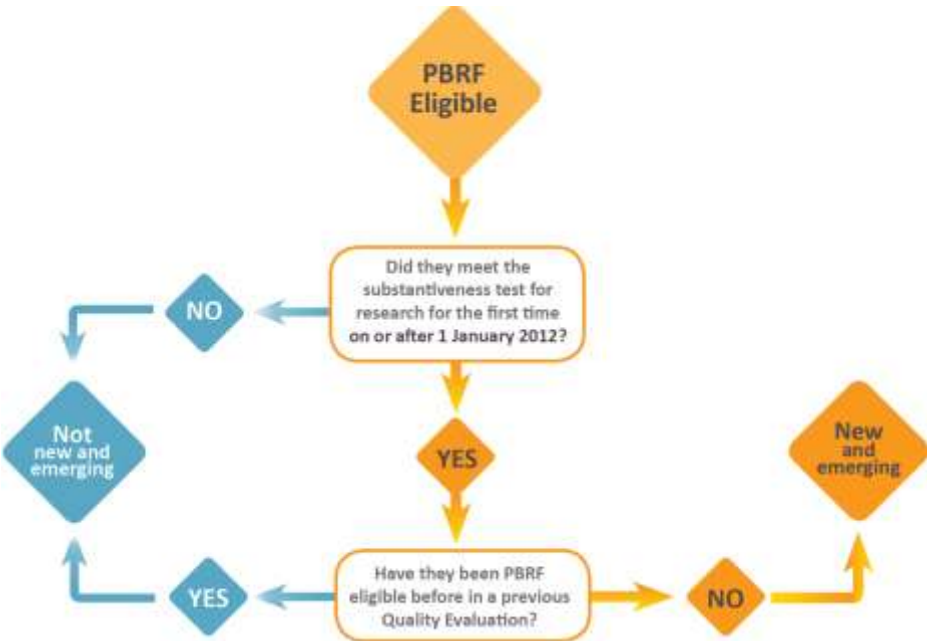 PBRF
Eligible
Did they meet the
substantiveness test for
research for the first time
on or after 1 January 2012?
NO
Not
new and
emerging
YES
New
and
emerging
Have they been PBRF
eligible before in a previous
Quality Evaluation?
YES
NO